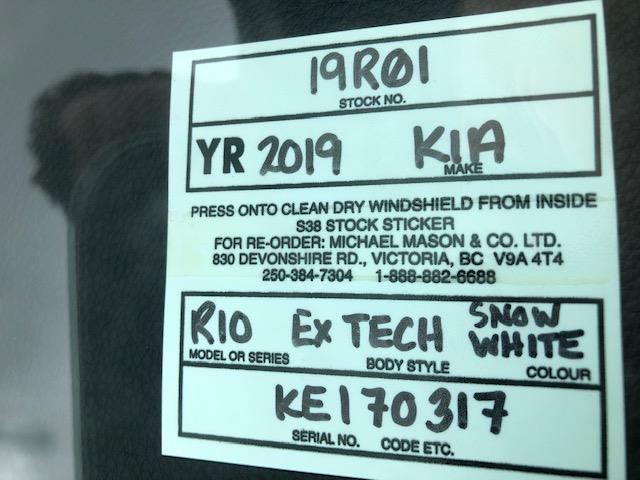 19RØ1
STOCK NO.
YR 2019 KIA
MAKE
PRESS ONTO CLEAN DRY WINDSHIELD FROM INSIDE
S38 STOCK STICKER
FOR RE-ORDER: MICHAEL MASON & CO. LTD.
830 DEVONSHIRE RD., VICTORIA, BC V9A 4T4
250-384-7304 1-888-882-6688
RIO Ex TECH SNOW WHITE
MODEL OR SERIES BODY STYLE COLOUR
KE170317
SERIAL NO. CODE ETC.